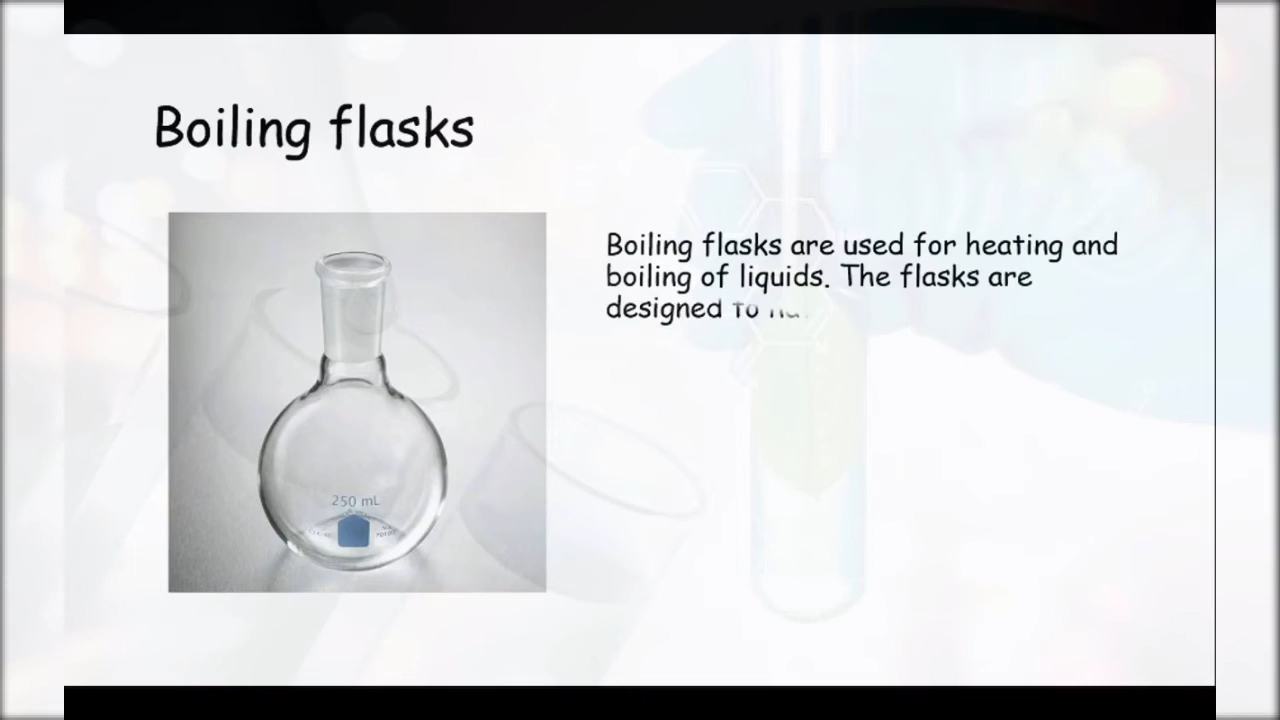 Boiling flasks
Boiling flasks are used for heating and
boiling of liquids. The flasks are
designed to
250 mL